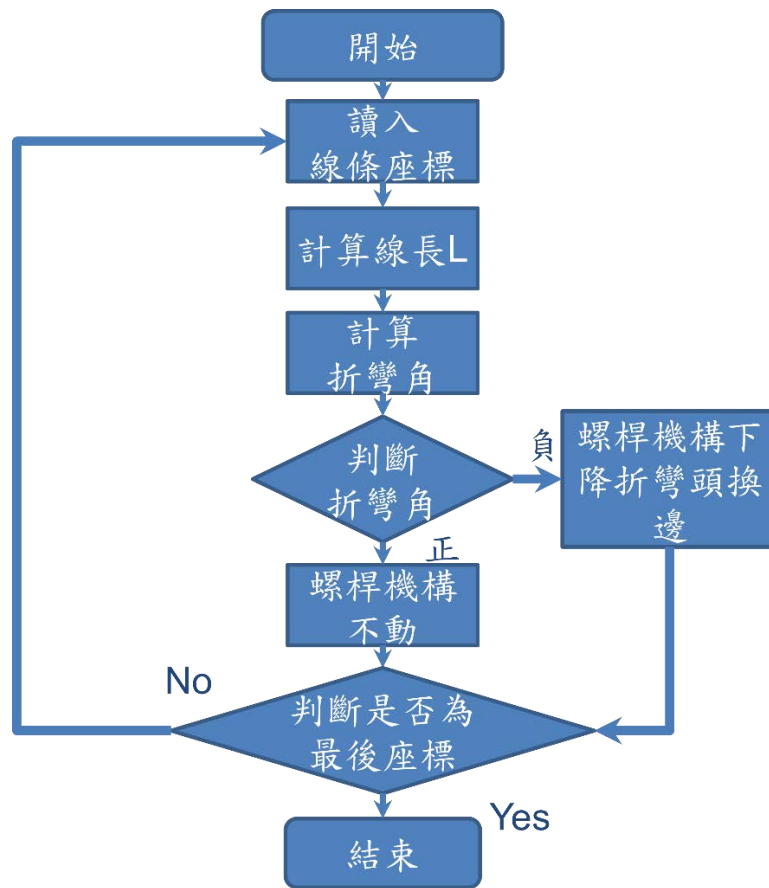 開始
讀入
線條座標
計算線長L
計算
折彎角
判斷
折彎角
負
螺桿機構下
降折彎頭換
邊
正
螺桿機構
不動
No
判斷是否為
最後座標
Yes
結束